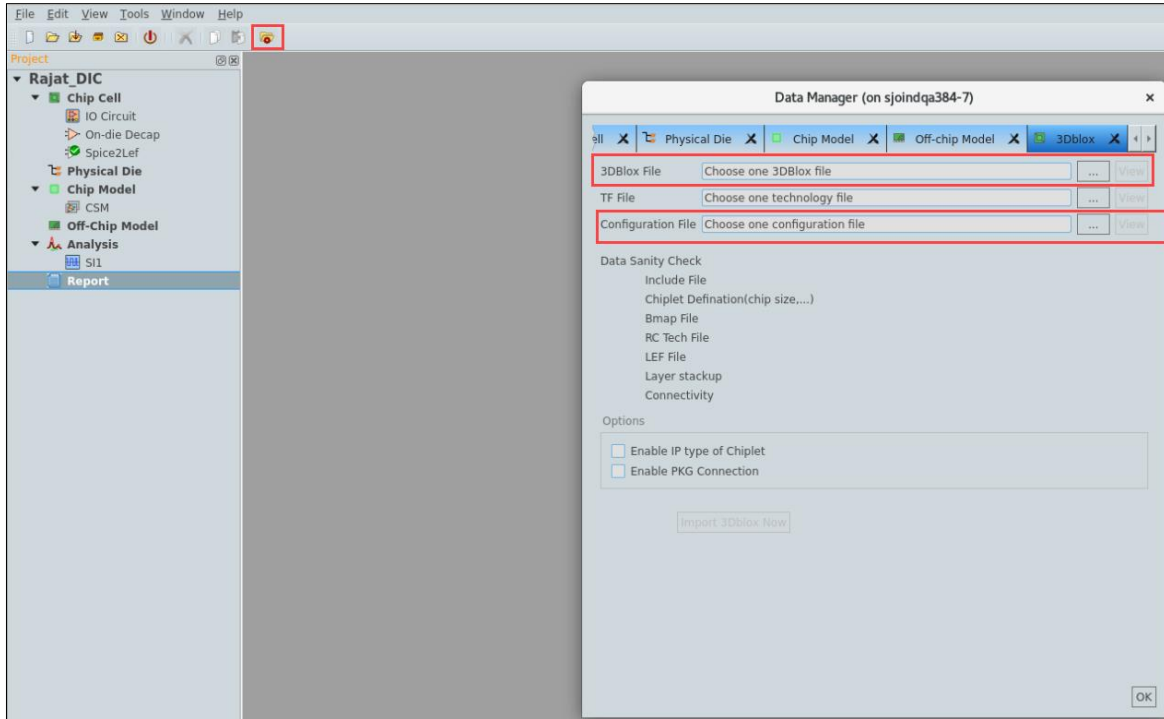 File Edit View Tools Window Help
Project
Rajat_DIC
Chip Cell
IO Circuit
On-die Decap
Spice2Lef
Physical Die
Chip Model
CSM
Off-Chip Model
Analysis
SI1
Report
Data Manager (on sjoindqa384-7)
ell Physical Die Chip Model Off-chip Model 3Dblox
3DBlox File Choose one 3DBlox file ... View
TF File Choose one technology file ... View
Configuration File Choose one configuration file ... View
Data Sanity Check
Include File
Chiplet Defination(chip size,...)
Bmap File
RC Tech File
LEF File
Layer stackup
Connectivity
Options
Enable IP type of Chiplet
Enable PKG Connection
Import 3Dblox Now
OK